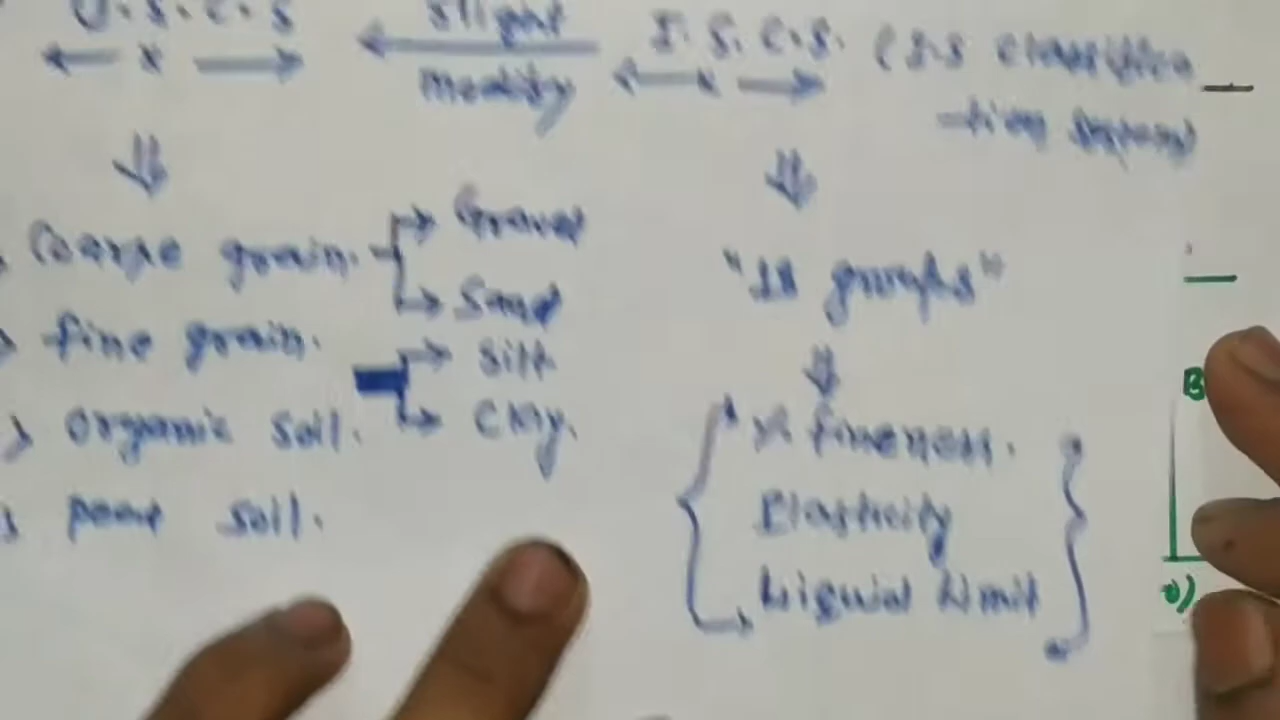 U.S.C.S
Slight
modify
I.S.C.S. (I.S classifica
-tion system)
Coarse grain.
Gravel
Sand
fine grain.
Silt
Clay.
organic soil.
peat soil.
"18 groups"
% fineness.
Plasticity
Liquid Limit
B